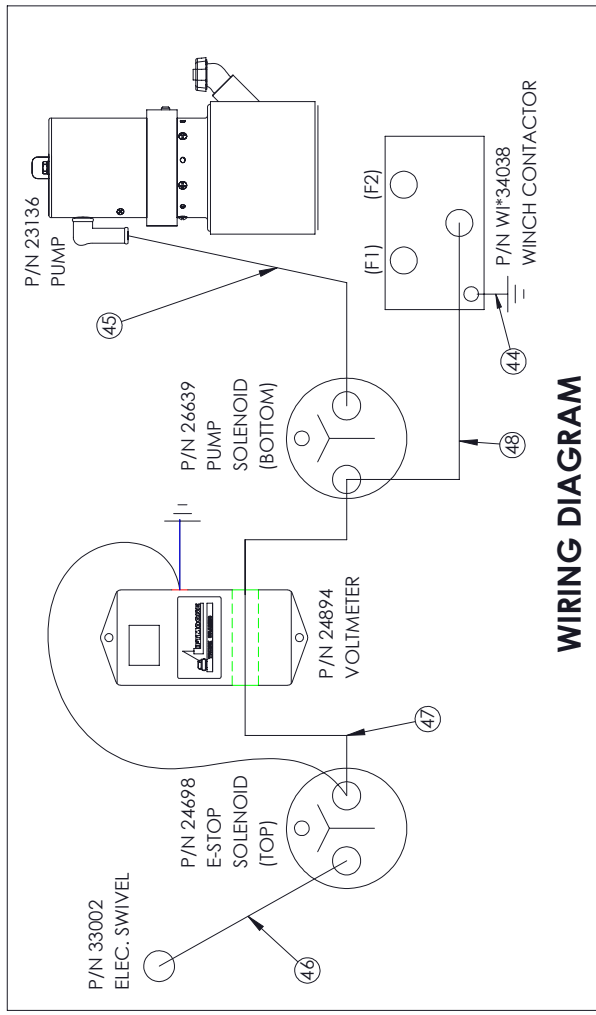 P/N 33002
ELEC. SWIVEL
46
P/N 24698
E-STOP
SOLENOID
(TOP)
47
P/N 24894
VOLTMETER
P/N 26639
PUMP
SOLENOID
(BOTTOM)
45
P/N 23136
PUMP
(F1)
(F2)
P/N WI*34038
WINCH CONTACTOR
44
48
WIRING DIAGRAM